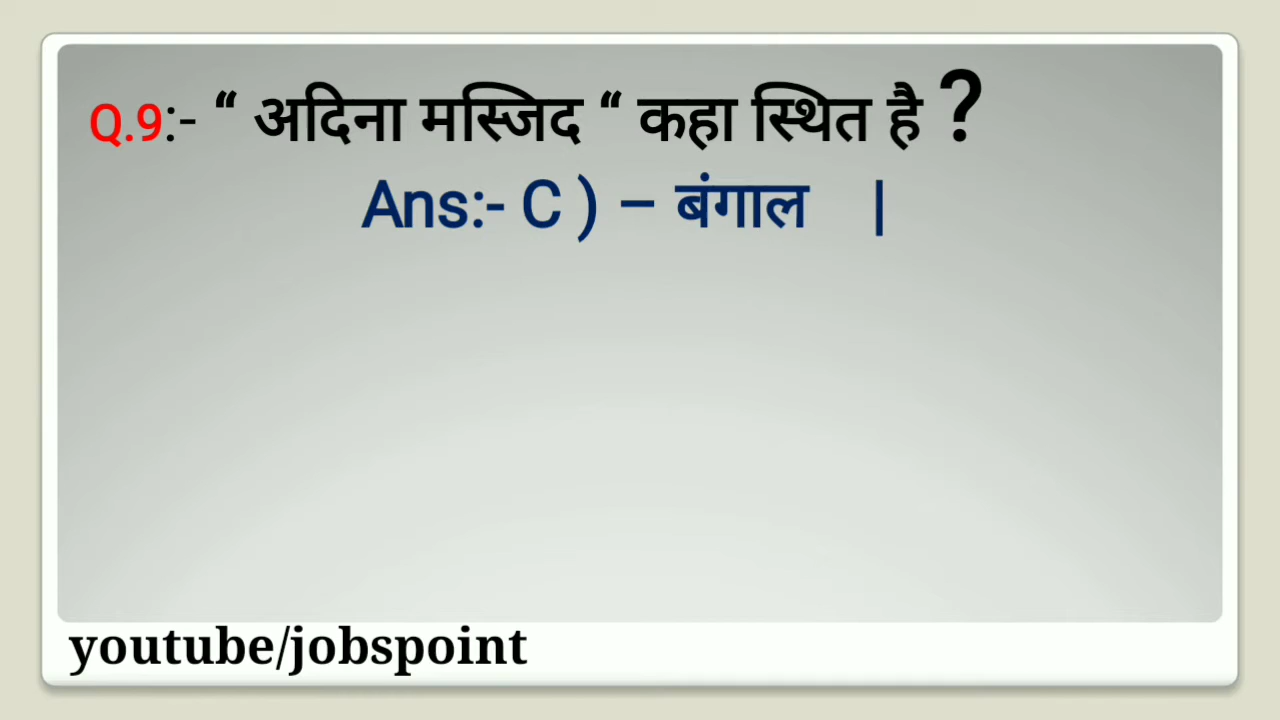 Q.9:- “ अदिना मस्जिद “ कहा स्थित है ?
Ans:- C ) – बंगाल |
youtube/jobspoint